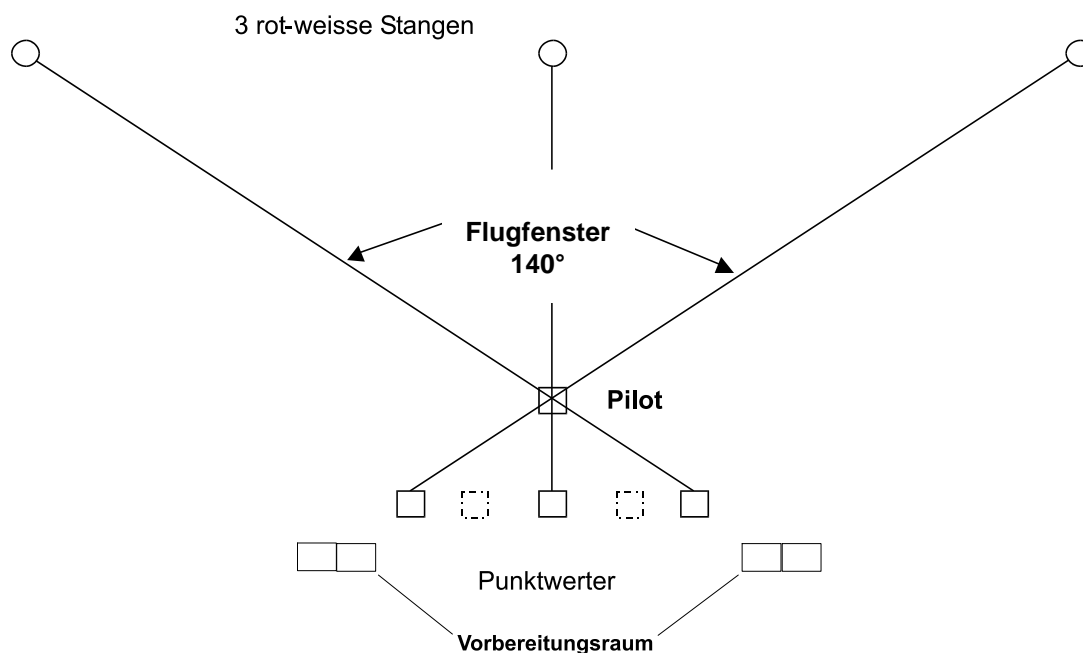 3 rot-weisse Stangen
Flugfenster
140°
Pilot
Punktwerter
Vorbereitungsraum